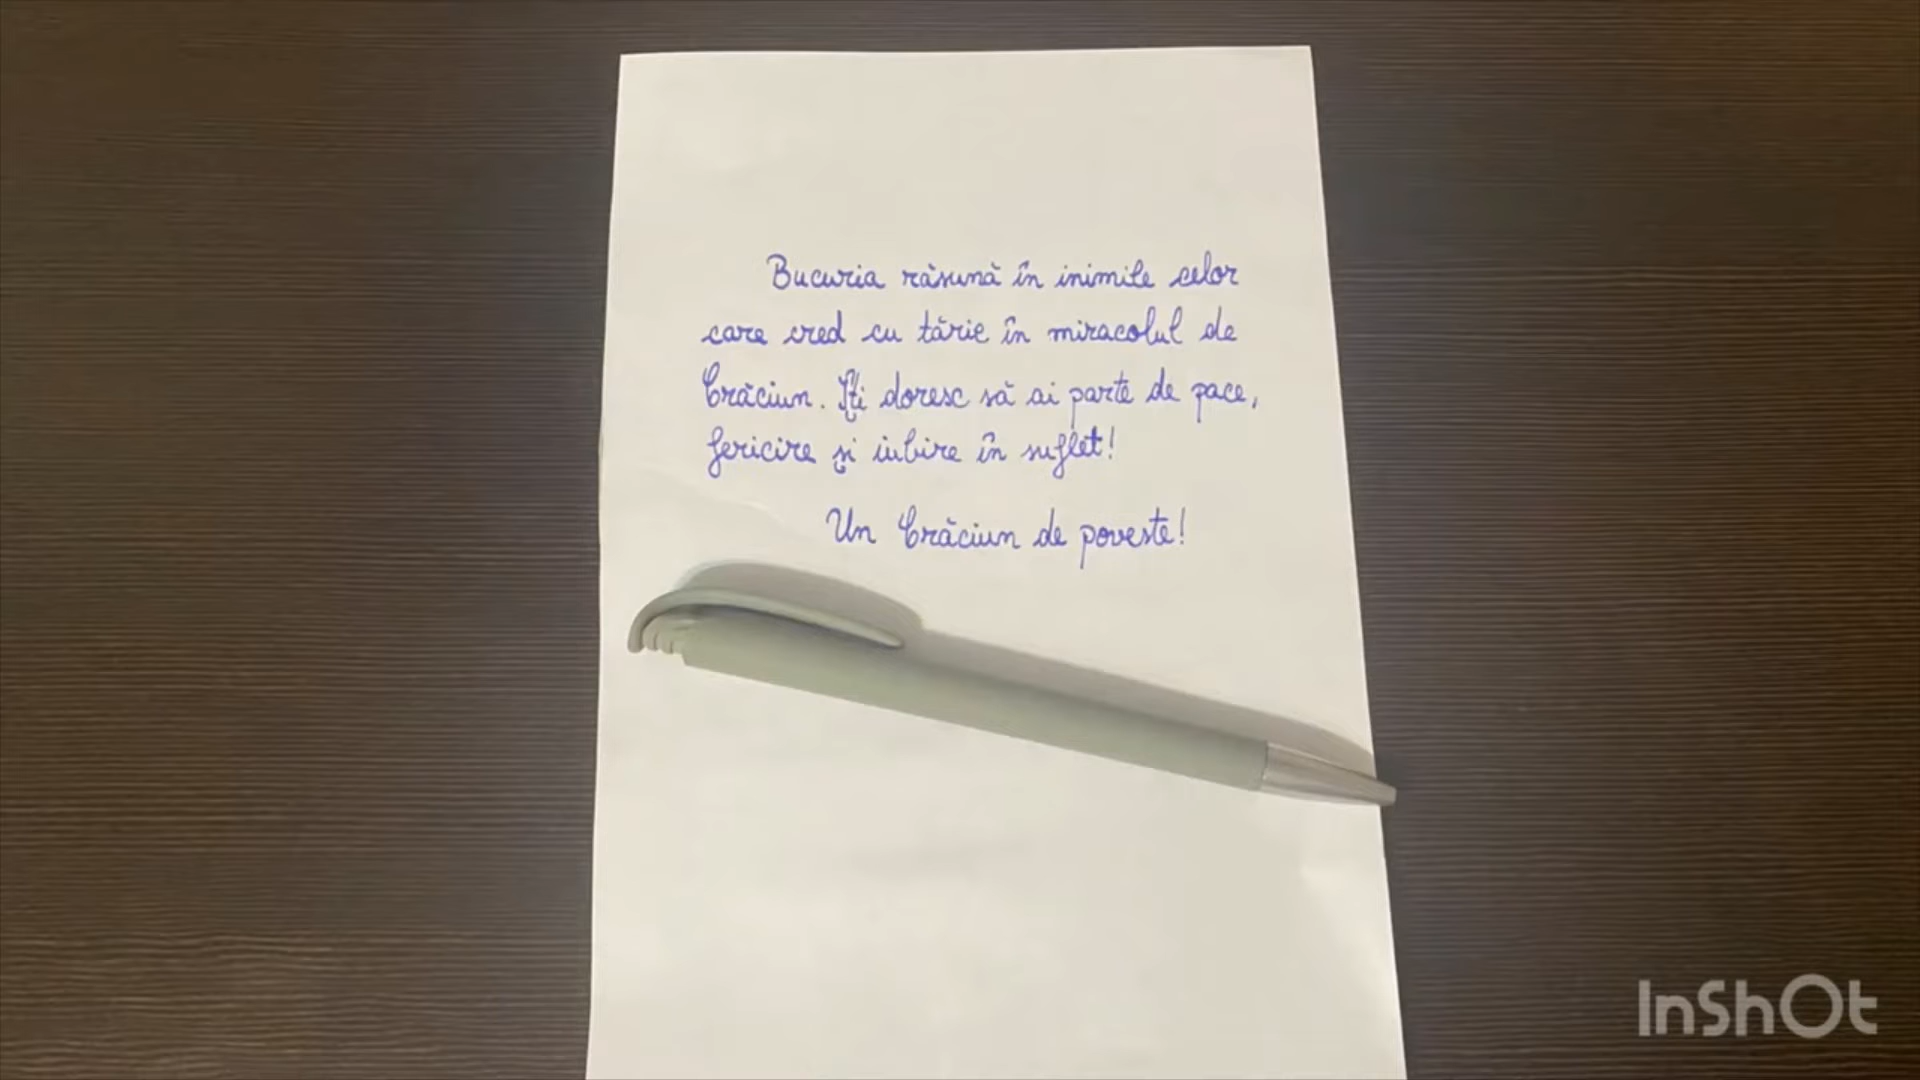 Bucuria răsună în inimile celor
care cred cu tărie în miracolul de
Crăciun. Îți doresc să ai parte de pace,
fericire și iubire în suflet!
Un Crăciun de poveste!
InShOt